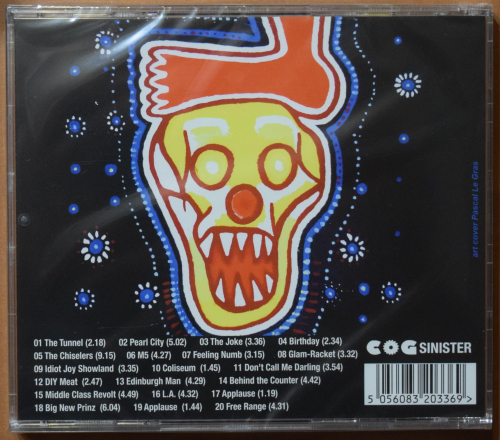 art cover Pascal Le Gras
01 The Tunnel (2.18) 02 Pearl City (5.02) 03 The Joke (3.36) 04 Birthday (2.34)
05 The Chiselers (9.15) 06 M5 (4.27) 07 Feeling Numb (3.15) 08 Glam-Racket (3.32)
09 Idiot Joy Showland (3.35) 10 Coliseum (1.45) 11 Don't Call Me Darling (3.54)
12 DIY Meat (2.47) 13 Edinburgh Man (4.29) 14 Behind the Counter (4.42)
15 Middle Class Revolt (4.49) 16 L.A. (4.32) 17 Applause (1.19)
18 Big New Prinz (6.04) 19 Applause (1.44) 20 Free Range (4.31)
COG SINISTER
5 056083 203369 >